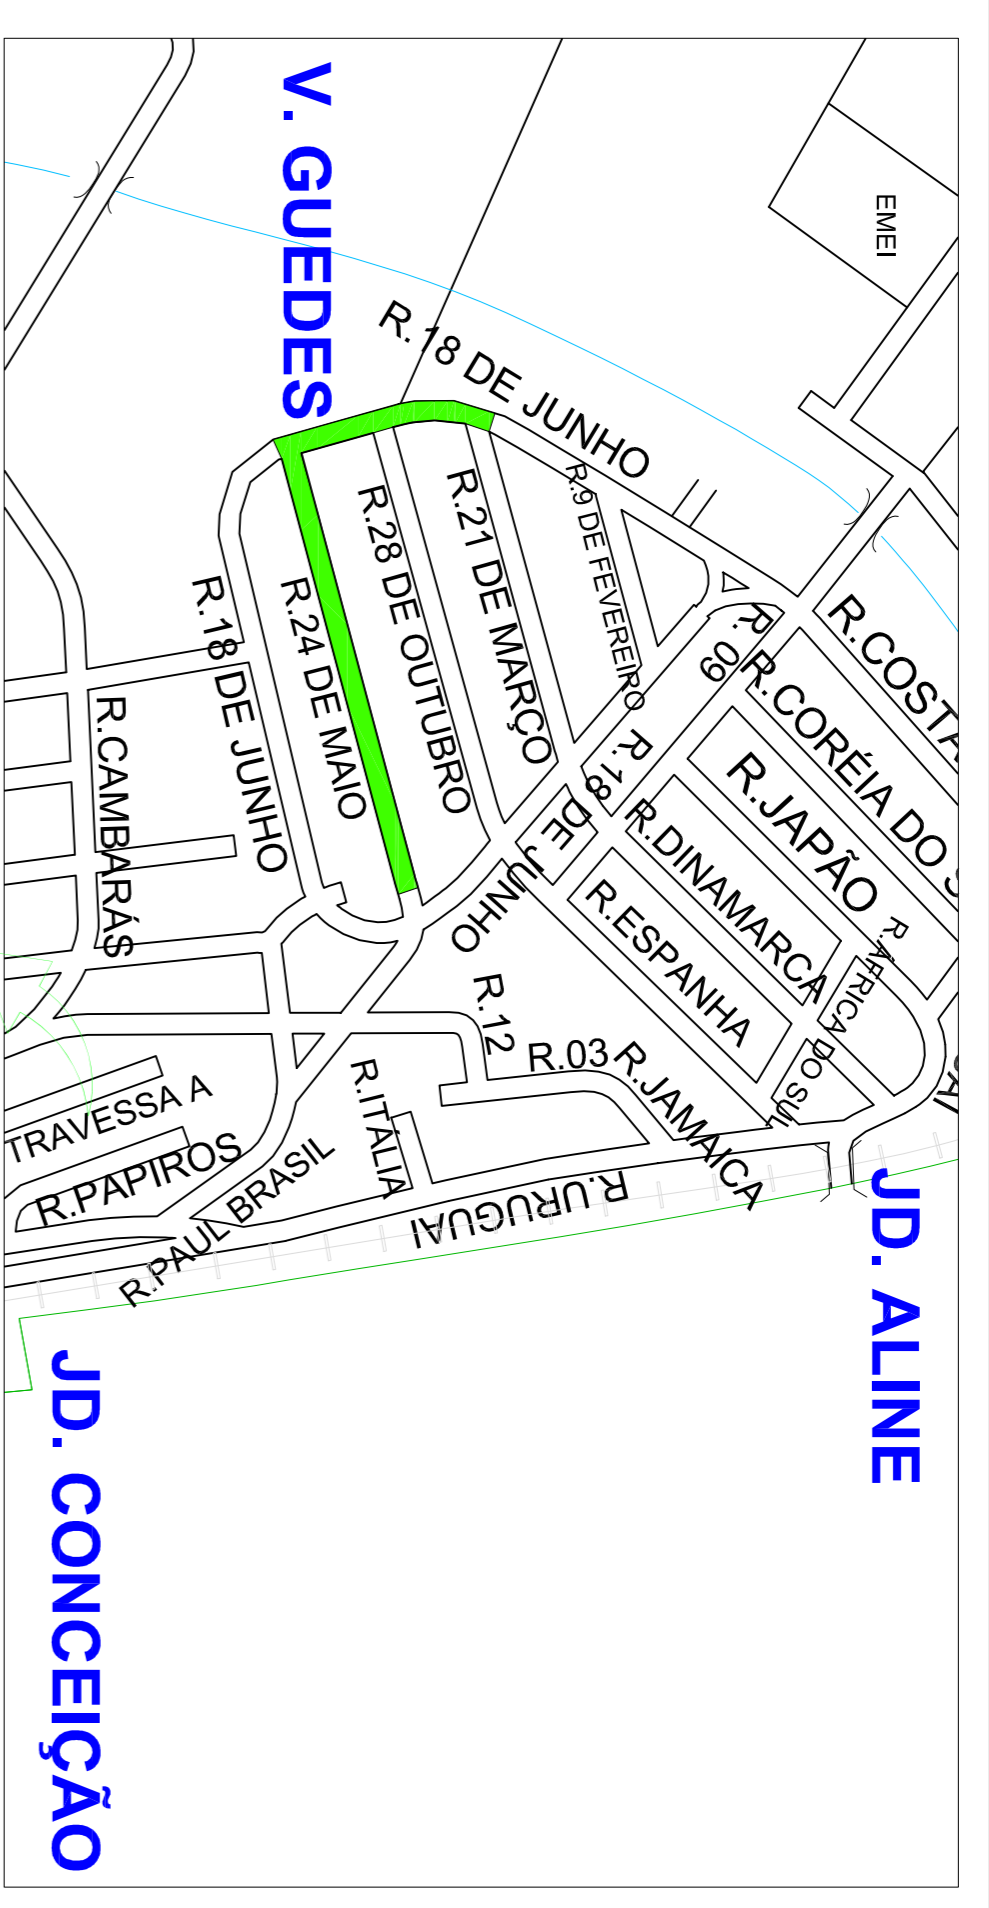 V. GUEDES
EMEI
R.18 DE JUNHO
R.9 DE FEVEREIRO
R.21 DE MARÇO
R.28 DE OUTUBRO
R.24 DE MAIO
R.18 DE JUNHO
R.CAMBARÁS
R.09
R.COSTA
R.CORÉIA DO
R.JAPÃO
R.18 DE JUNHO
R.DINAMARCA
R.ESPANHA
R.ÁFRICA DO SUL
R.12
R.03
R.JAMAICA
R.ITÁLIA
R.URUGUAI
TRAVESSA A
R.PAPIROS
R.PAUL BRASIL
JD. ALINE
JD. CONCEIÇÃO